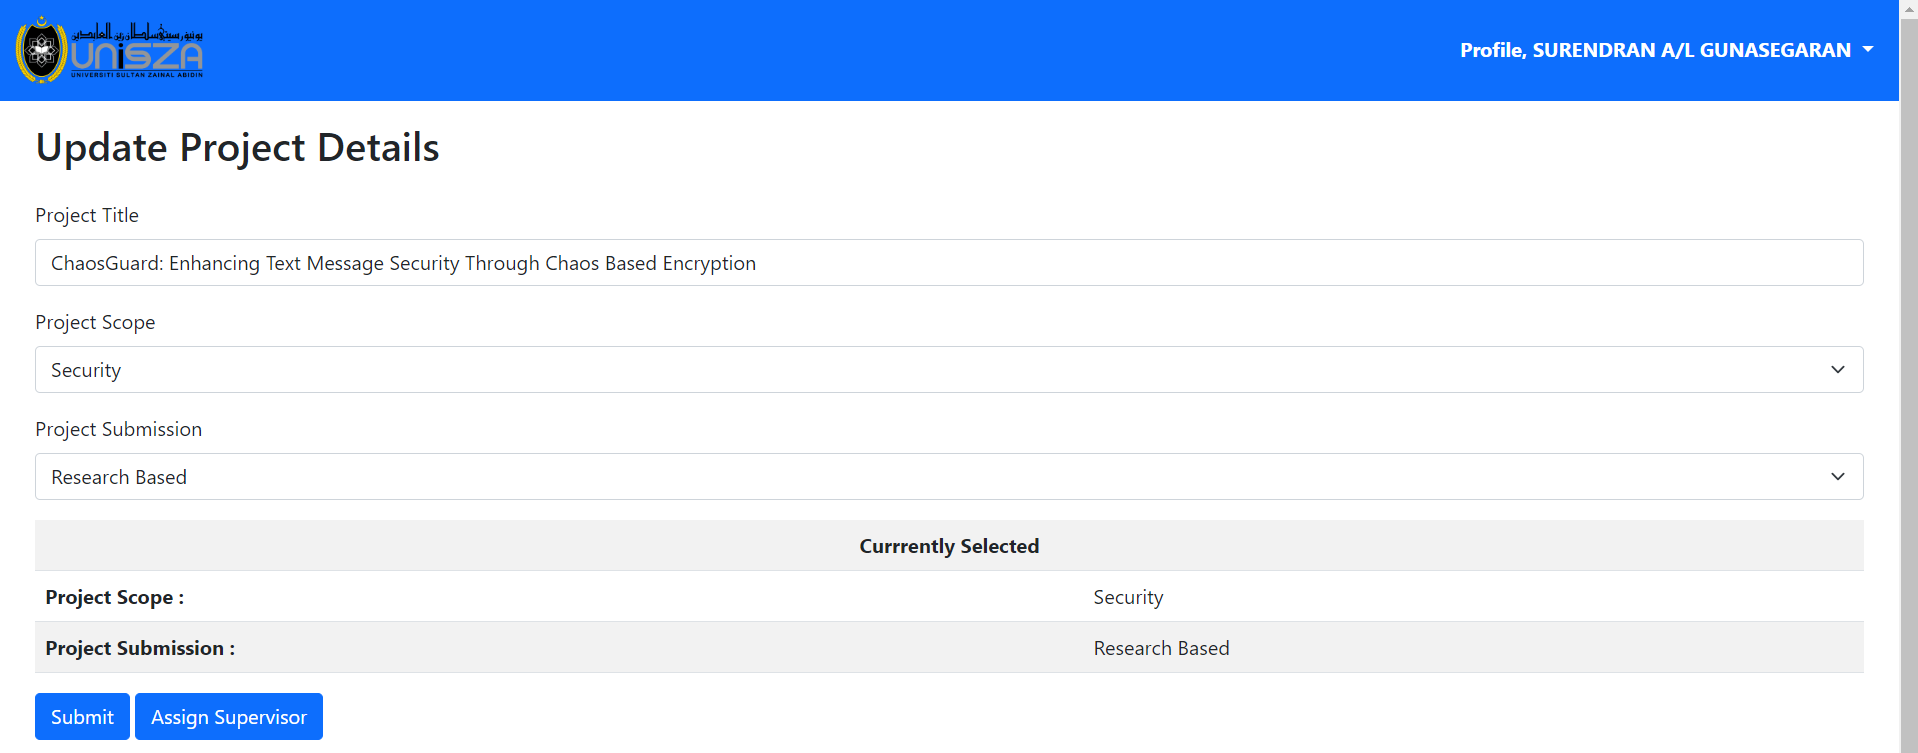 UNISZA
UNIVERSITI SULTAN ZAINAL ABIDIN
Profile, SURENDRAN A/L GUNASEGARAN
Update Project Details
Project Title
ChaosGuard: Enhancing Text Message Security Through Chaos Based Encryption
Project Scope
Security
Project Submission
Research Based
Currrently Selected
Project Scope : Security
Project Submission : Research Based
Submit Assign Supervisor